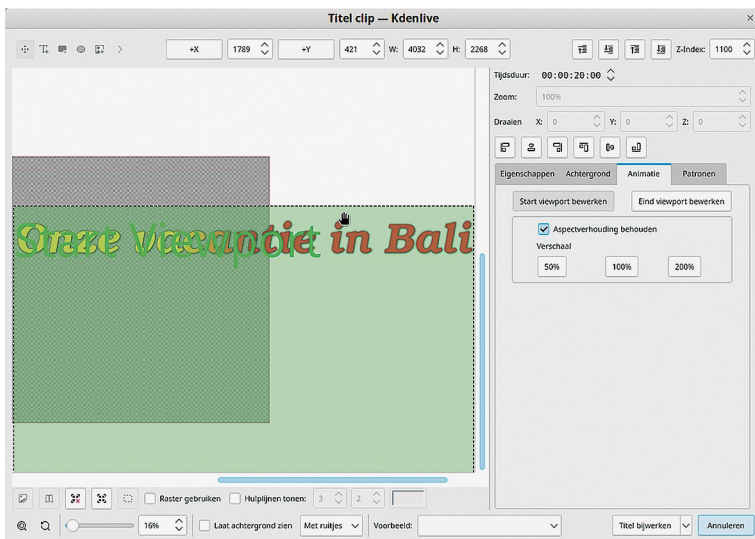 Titel clip — Kdenlive
+X 1789 +Y 421 W: 4032 H: 2268 Z-Index: 1100
Tijdsduur: 00:00:20:00
Zoom: 100%
Draaien X: 0 Y: 0 Z: 0
Eigenschappen Achtergrond Animatie Patronen
Start viewport bewerken Eind viewport bewerken
Aspectverhouding behouden
Verschaal
50% 100% 200%
Onze vacantie in Bali
Start Viewport
Raster gebruiken Hulplijnen tonen: 3 2
16% Laat achtergrond zien Met ruitjes Voorbeeld: Titel bijwerken Annuleren